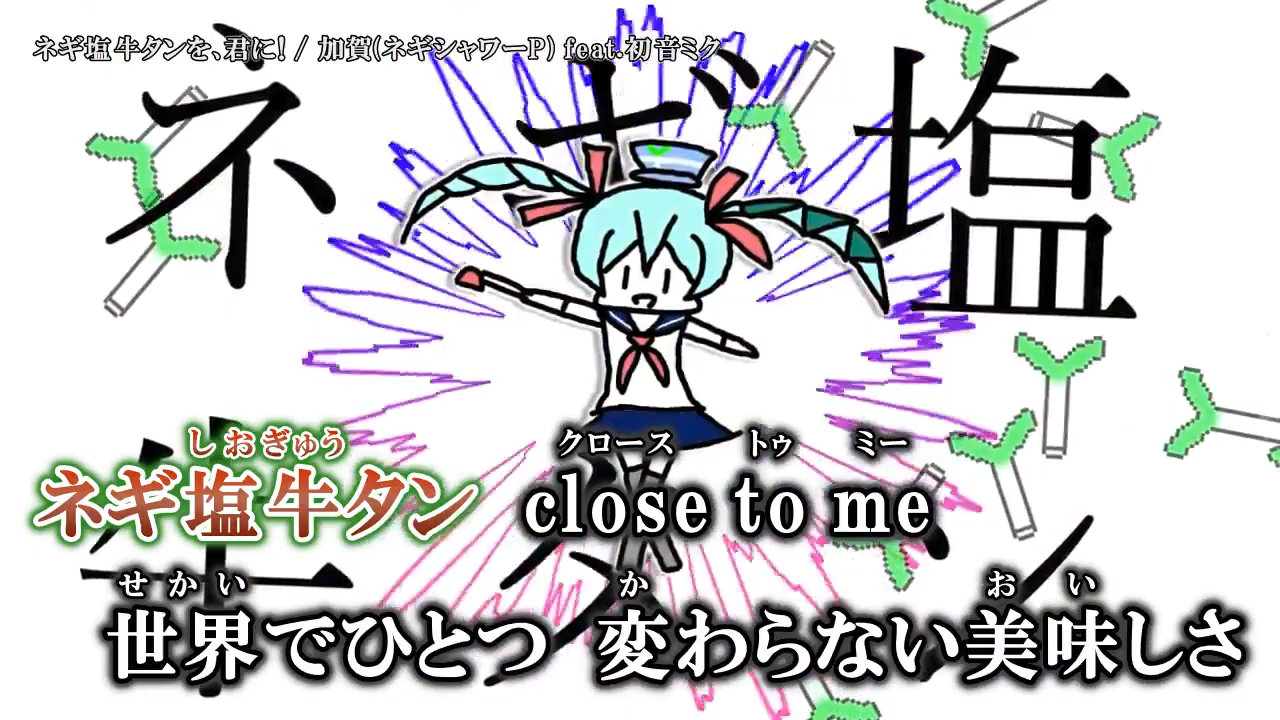 ネギ塩牛タンを、君に! / 加賀(ネギシャワーP) feat.初音ミク
ネギ塩
牛タン
しおぎゅう クロース トゥ ミー
ネギ塩牛タン close to me
せかい か おい
世界でひとつ 変わらない美味しさ